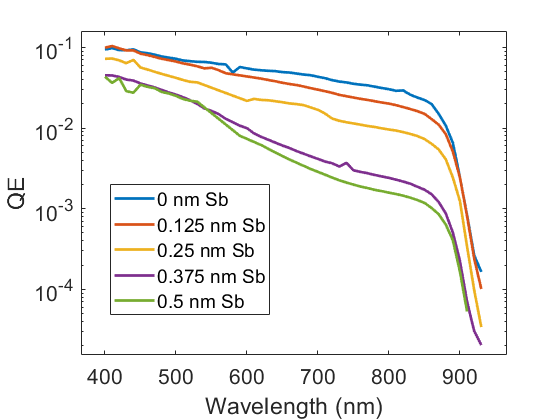 10^-1
10^-2
10^-3
10^-4
QE
0 nm Sb
0.125 nm Sb
0.25 nm Sb
0.375 nm Sb
0.5 nm Sb
400 500 600 700 800 900
Wavelength (nm)